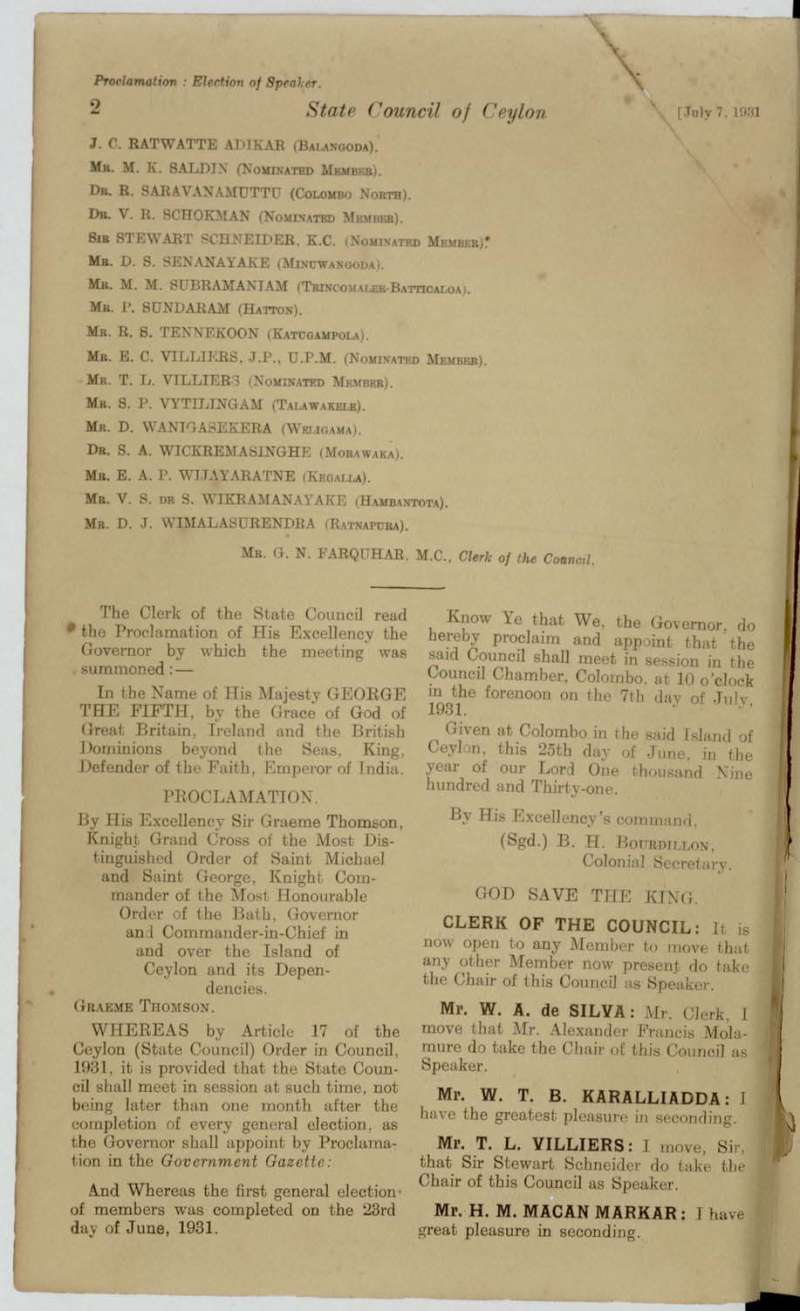 Proclamation : Election of Speaker.
2 State Council of Ceylon [July 7, 1931
J. C. RATWATTE ADIKAR (BALANGODA).
MR. M. K. SALDIN (NOMINATED MEMBER).
DR. R. SARAVANAMUTTU (COLOMBO NORTH).
DR. V. R. SCHOKMAN (NOMINATED MEMBER).
SIR STEWART SCHNEIDER, K.C. (NOMINATED MEMBER).
MR. D. S. SENANAYAKE (MINUWANGODA).
MR. M. M. SUBRAMANIAM (TRINCOMALEE-BATTICALOA).
MR. P. SUNDARAM (HATTON).
MR. R. S. TENNEKOON (KATUGAMPOLA).
MR. E. C. VILLIERS, J.P., U.P.M. (NOMINATED MEMBER).
MR. T. L. VILLIERS (NOMINATED MEMBER).
MR. S. P. VYTILINGAM (TALAWAKELE).
MR. D. WANIGASEKERA (WELIGAMA).
DR. S. A. WICKREMASINGHE (MORAWAKA).
MR. E. A. P. WIJAYARATNE (KEGALLA).
MR. V. S. DE S. WIKRAMANAYAKE (HAMBANTOTA).
MR. D. J. WIMALASURENDRA (RATNAPURA).
MR. G. N. FARQUHAR, M.C., Clerk of the Council.
The Clerk of the State Council read
the Proclamation of His Excellency the
Governor by which the meeting was
summoned :—
In the Name of His Majesty GEORGE
THE FIFTH, by the Grace of God of
Great Britain, Ireland and the British
Dominions beyond the Seas, King,
Defender of the Faith, Emperor of India.
PROCLAMATION.
By His Excellency Sir Graeme Thomson,
Knight Grand Cross of the Most Dis-
tinguished Order of Saint Michael
and Saint George, Knight Com-
mander of the Most Honourable
Order of the Bath, Governor
and Commander-in-Chief in
and over the Island of
Ceylon and its Depen-
dencies.
GRAEME THOMSON.
WHEREAS by Article 17 of the
Ceylon (State Council) Order in Council,
1931, it is provided that the State Coun-
cil shall meet in session at such time, not
being later than one month after the
completion of every general election, as
the Governor shall appoint by Proclama-
tion in the Government Gazette:
And Whereas the first general election
of members was completed on the 23rd
day of June, 1931.
Know Ye that We, the Governor, do
hereby proclaim and appoint that the
said Council shall meet in session in the
Council Chamber, Colombo, at 10 o'clock
in the forenoon on the 7th day of July,
1931.
Given at Colombo in the said Island of
Ceylon, this 25th day of June, in the
year of our Lord One thousand Nine
hundred and Thirty-one.
By His Excellency's command,
(Sgd.) B. H. BOURDILLON,
Colonial Secretary.
GOD SAVE THE KING.
CLERK OF THE COUNCIL: It is
now open to any Member to move that
any other Member now present do take
the Chair of this Council as Speaker.
Mr. W. A. de SILVA: Mr. Clerk, I
move that Mr. Alexander Francis Mola-
mure do take the Chair of this Council as
Speaker.
Mr. W. T. B. KARALLIADDA: I
have the greatest pleasure in seconding.
Mr. T. L. VILLIERS: I move, Sir,
that Sir Stewart Schneider do take the
Chair of this Council as Speaker.
Mr. H. M. MACAN MARKAR: I have
great pleasure in seconding.